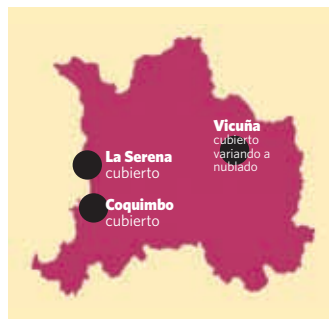 Vicuña
cubierto
variando a
nublado
La Serena
cubierto
Coquimbo
cubierto